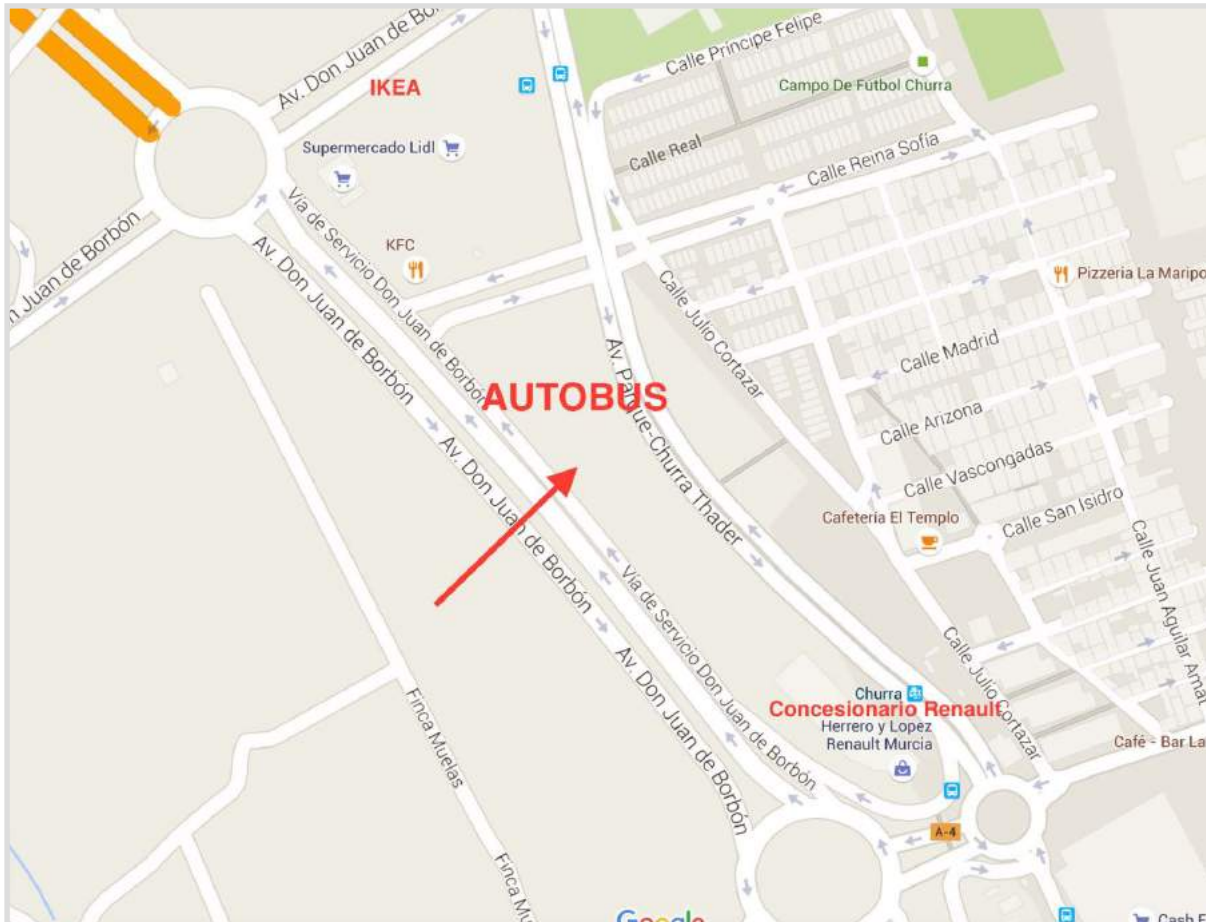 Av. Don Juan de Bor
IKEA
Calle Príncipe Felipe
Campo De Fútbol Churra
Supermercado Lidl
Calle Real
Calle Reina Sofía
n Juan de Borbón
Vía de Servicio Don Juan de Borbón
KFC
Av. Don Juan de Borbón
Pizzeria La Maripo
Calle Julio Cortazar
Av. Parque-Churra Thader
Calle Madrid
AUTOBUS
Calle Arizona
Av. Don Juan de Borbón
Calle Vascongadas
Cafetería El Templo
Calle San Isidro
Vía de Servicio Don Juan de Borbón
Calle Juan Aguilar Amat
Av. Don Juan de Borbón
Calle Julio Cortazar
Finca Muelas
Churra
Concesionario Renault
Herrero y Lopez
Renault Murcia
Café - Bar La
A-4
Finca Mu
Google
Cash F